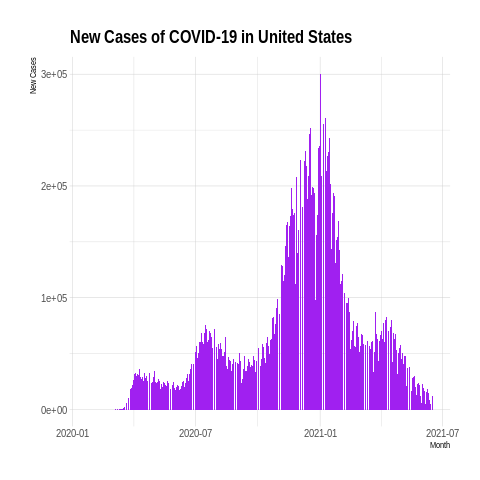 New Cases of COVID-19 in United States
New Cases
3e+05
2e+05
1e+05
0e+00
2020-01 2020-07 2021-01 2021-07
Month